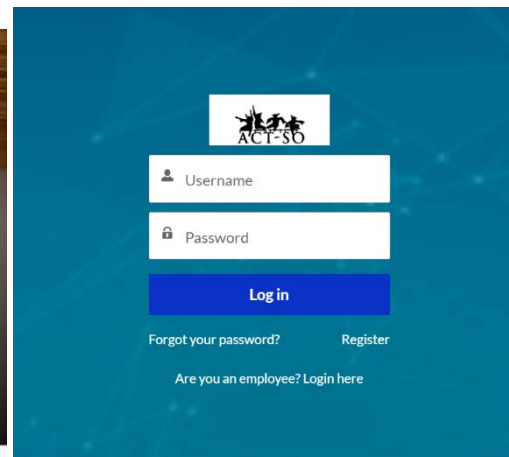 ACT-SO
Username
Password
Log in
Forgot your password? Register
Are you an employee? Login here